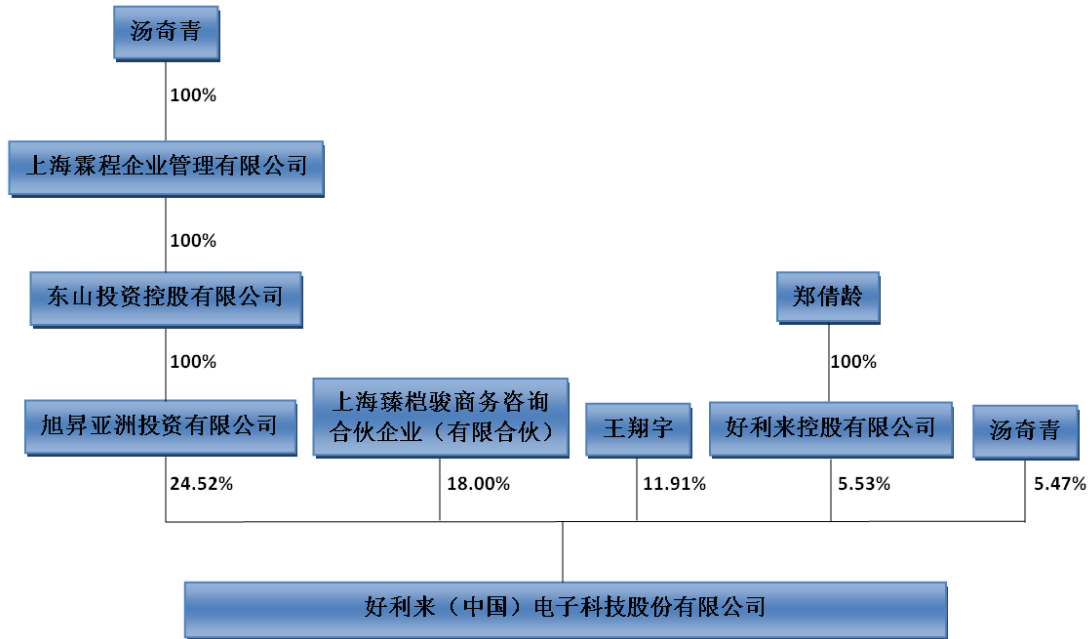 汤奇青
100%
上海霖程企业管理有限公司
100%
东山投资控股有限公司
郑倩龄
100%
100%
旭昇亚洲投资有限公司
上海臻桤骏商务咨询
合伙企业（有限合伙）
王翔宇
好利来控股有限公司
汤奇青
24.52%
18.00%
11.91%
5.53%
5.47%
好利来（中国）电子科技股份有限公司